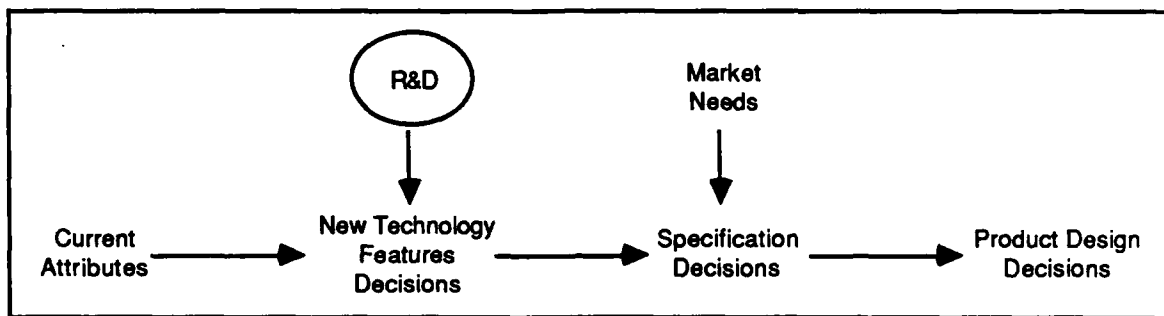 R&D
Market
Needs
Current
Attributes
New Technology
Features
Decisions
Specification
Decisions
Product Design
Decisions